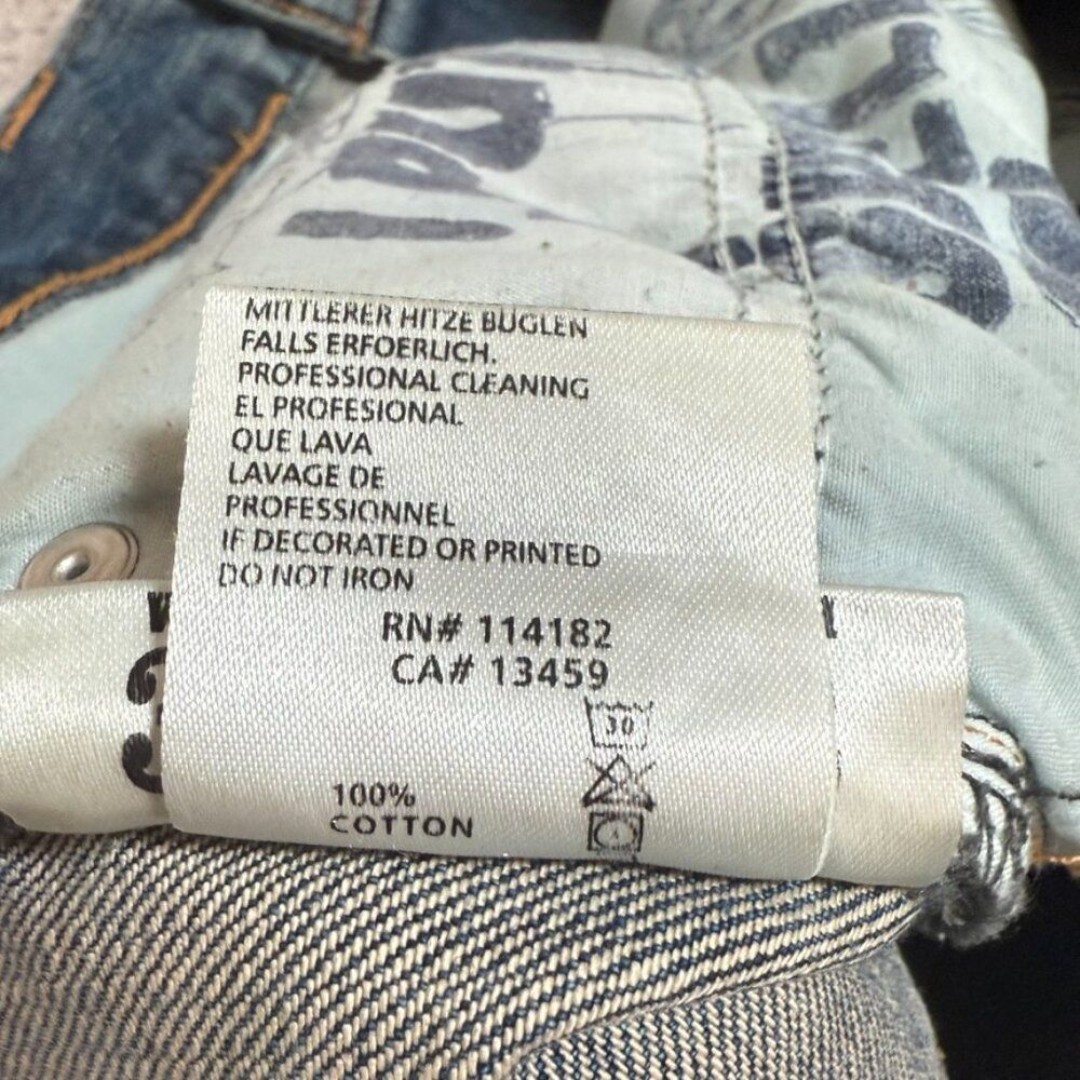 MITTLERER HITZE BUGLEN
FALLS ERFOERLICH.
PROFESSIONAL CLEANING
EL PROFESIONAL
QUE LAVA
LAVAGE DE
PROFESSIONNEL
IF DECORATED OR PRINTED
DO NOT IRON
RN# 114182
CA# 13459
30
100%
COTTON